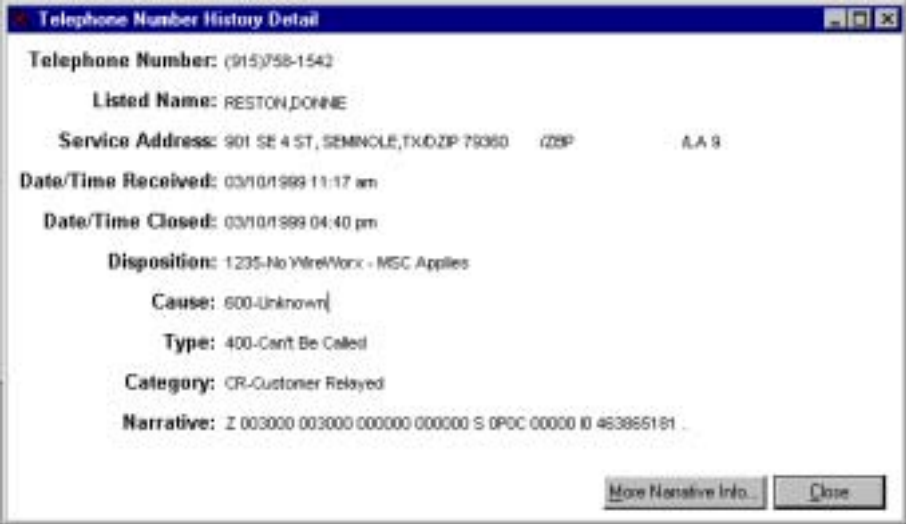 Telephone Number History Detail
Telephone Number: (915)758-1542
Listed Name: RESTON,DONNIE
Service Address: 901 SE 4 ST, SEMINOLE,TX/DZIP 79360 /ZBP /LA 9
Date/Time Received: 03/10/1999 11:17 am
Date/Time Closed: 03/10/1999 04:40 pm
Disposition: 1235-No WireWorx - MSC Applies
Cause: 600-Unknown
Type: 400-Can't Be Called
Category: CR-Customer Relayed
Narrative: Z 003000 003000 000000 000000 S 0P0C 00000 I0 463865181 .
More Narrative Info... Close